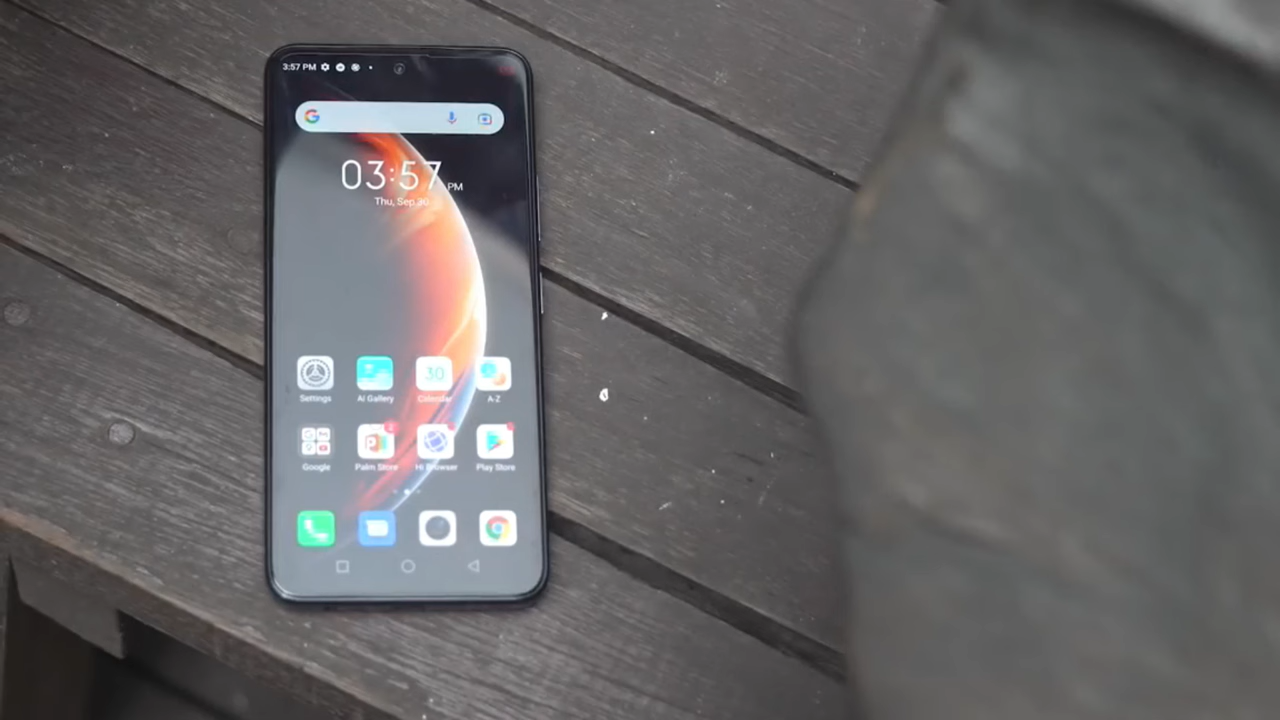 3:57 PM
G
03:57 PM
Thu, Sep 30
30
Settings
AI Gallery
Calendar
A-Z
Google
Palm Store
Hi Browser
Play Store